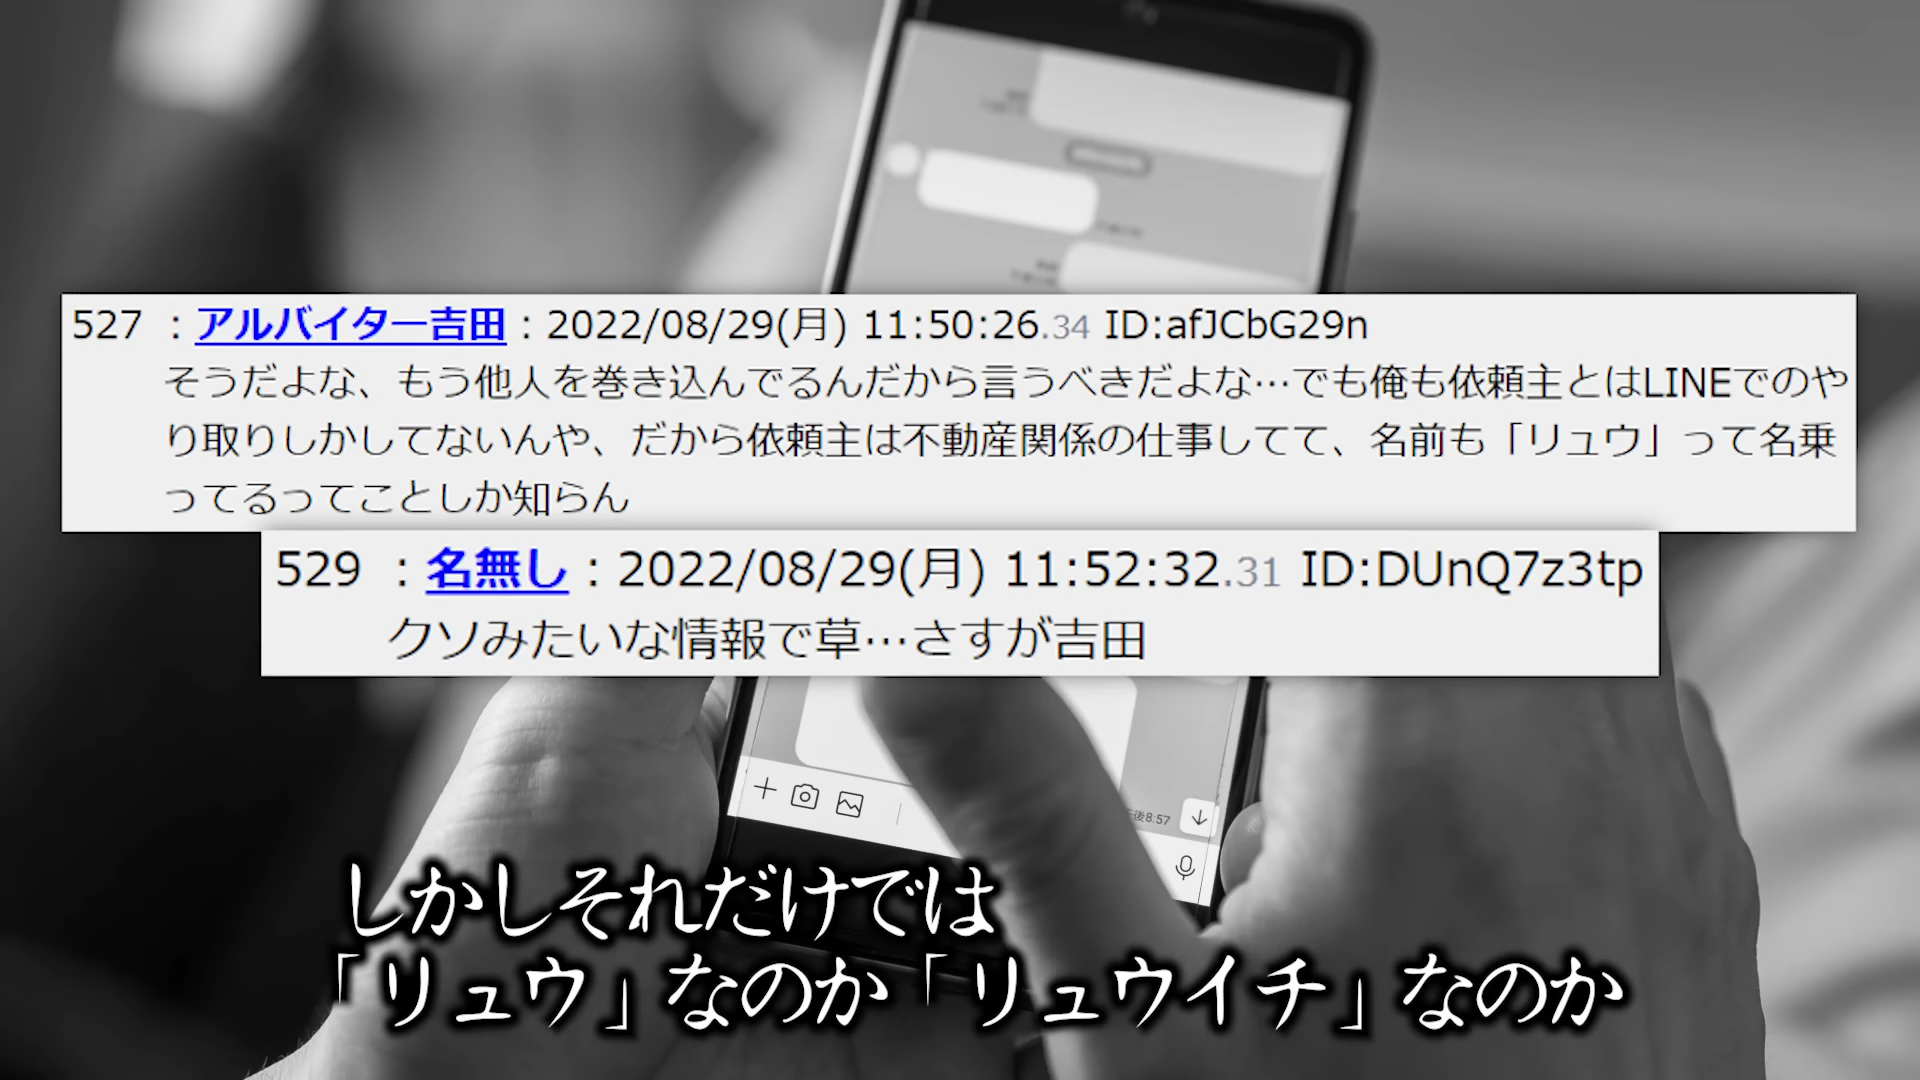 527 ：アルバイター吉田：2022/08/29(月) 11:50:26.34 ID:afJCbG29n
そうだよな、もう他人を巻き込んでるんだから言うべきだよな…でも俺も依頼主とはLINEでのや
り取りしかしてないんや、だから依頼主は不動産関係の仕事してて、名前も「リュウ」って名乗
ってるってことしか知らん
529 ：名無し：2022/08/29(月) 11:52:32.31 ID:DUnQ7z3tp
クソみたいな情報で草…さすが吉田
午後8:57
しかしそれだけでは
「リュウ」なのか「リュウイチ」なのか